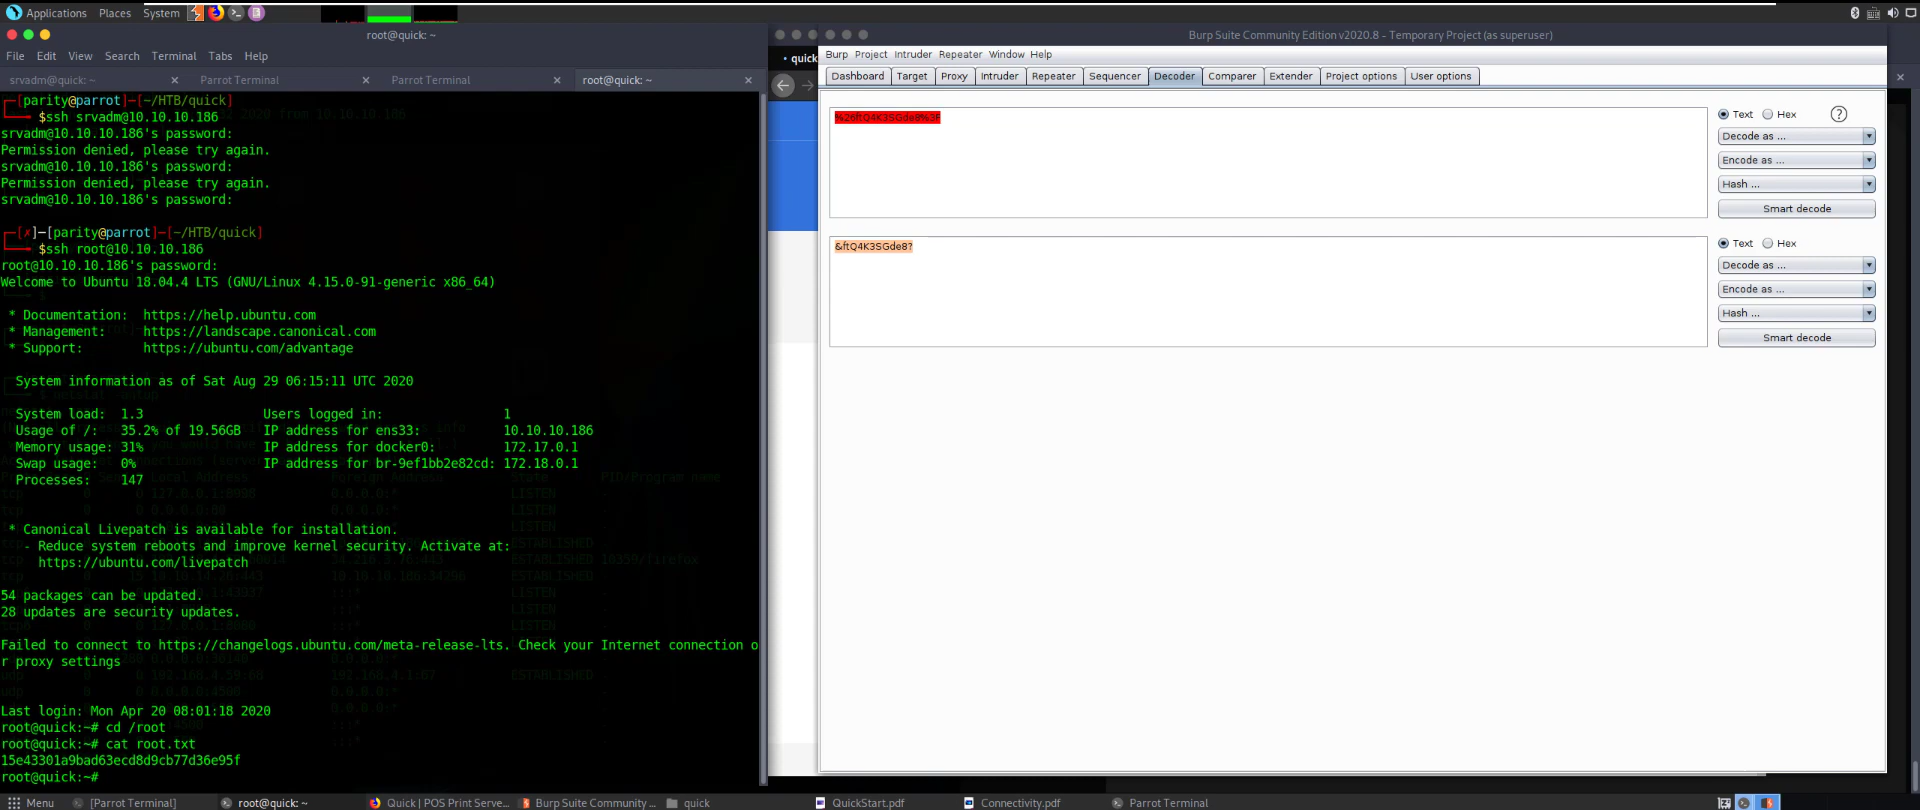 Applications Places System
root@quick: ~
File Edit View Search Terminal Tabs Help
srvadm@quick: ~ × Parrot Terminal × Parrot Terminal × root@quick: ~ ×
┌─[parity@parrot]─[~/HTB/quick]
└──╼ $ssh srvadm@10.10.10.186
srvadm@10.10.10.186's password:
Permission denied, please try again.
srvadm@10.10.10.186's password:
Permission denied, please try again.
srvadm@10.10.10.186's password:
┌─[✗]─[parity@parrot]─[~/HTB/quick]
└──╼ $ssh root@10.10.10.186
root@10.10.10.186's password:
Welcome to Ubuntu 18.04.4 LTS (GNU/Linux 4.15.0-91-generic x86_64)
* Documentation: https://help.ubuntu.com
* Management: https://landscape.canonical.com
* Support: https://ubuntu.com/advantage
System information as of Sat Aug 29 06:15:11 UTC 2020
System load: 1.3 Users logged in: 1
Usage of /: 35.2% of 19.56GB IP address for ens33: 10.10.10.186
Memory usage: 31% IP address for docker0: 172.17.0.1
Swap usage: 0% IP address for br-9ef1bb2e82cd: 172.18.0.1
Processes: 147
* Canonical Livepatch is available for installation.
- Reduce system reboots and improve kernel security. Activate at:
https://ubuntu.com/livepatch
54 packages can be updated.
28 updates are security updates.
Failed to connect to https://changelogs.ubuntu.com/meta-release-lts. Check your Internet connection o
r proxy settings
Last login: Mon Apr 20 08:01:18 2020
root@quick:~# cd /root
root@quick:~# cat root.txt
15e43301a9bad63ecd8d9cb77d36e95f
root@quick:~#
quick
Burp Suite Community Edition v2020.8 - Temporary Project (as superuser)
Burp Project Intruder Repeater Window Help
Dashboard Target Proxy Intruder Repeater Sequencer Decoder Comparer Extender Project options User options
%26ftQ4K3SGde8%3F
Text Hex ?
Decode as ...
Encode as ...
Hash ...
Smart decode
&ftQ4K3SGde8?
Text Hex
Decode as ...
Encode as ...
Hash ...
Smart decode
Menu [Parrot Terminal] root@quick: ~ Quick | POS Print Serve... Burp Suite Community ... quick QuickStart.pdf Connectivity.pdf Parrot Terminal